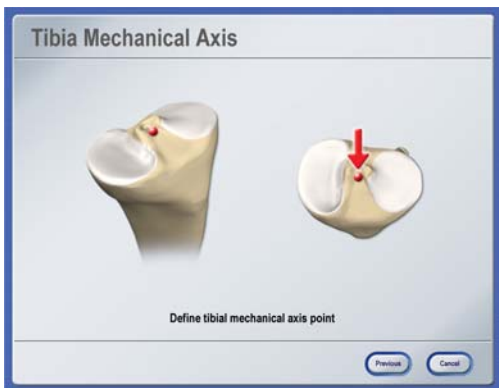 Tibia Mechanical Axis
Define tibial mechanical axis point
Previous
Cancel